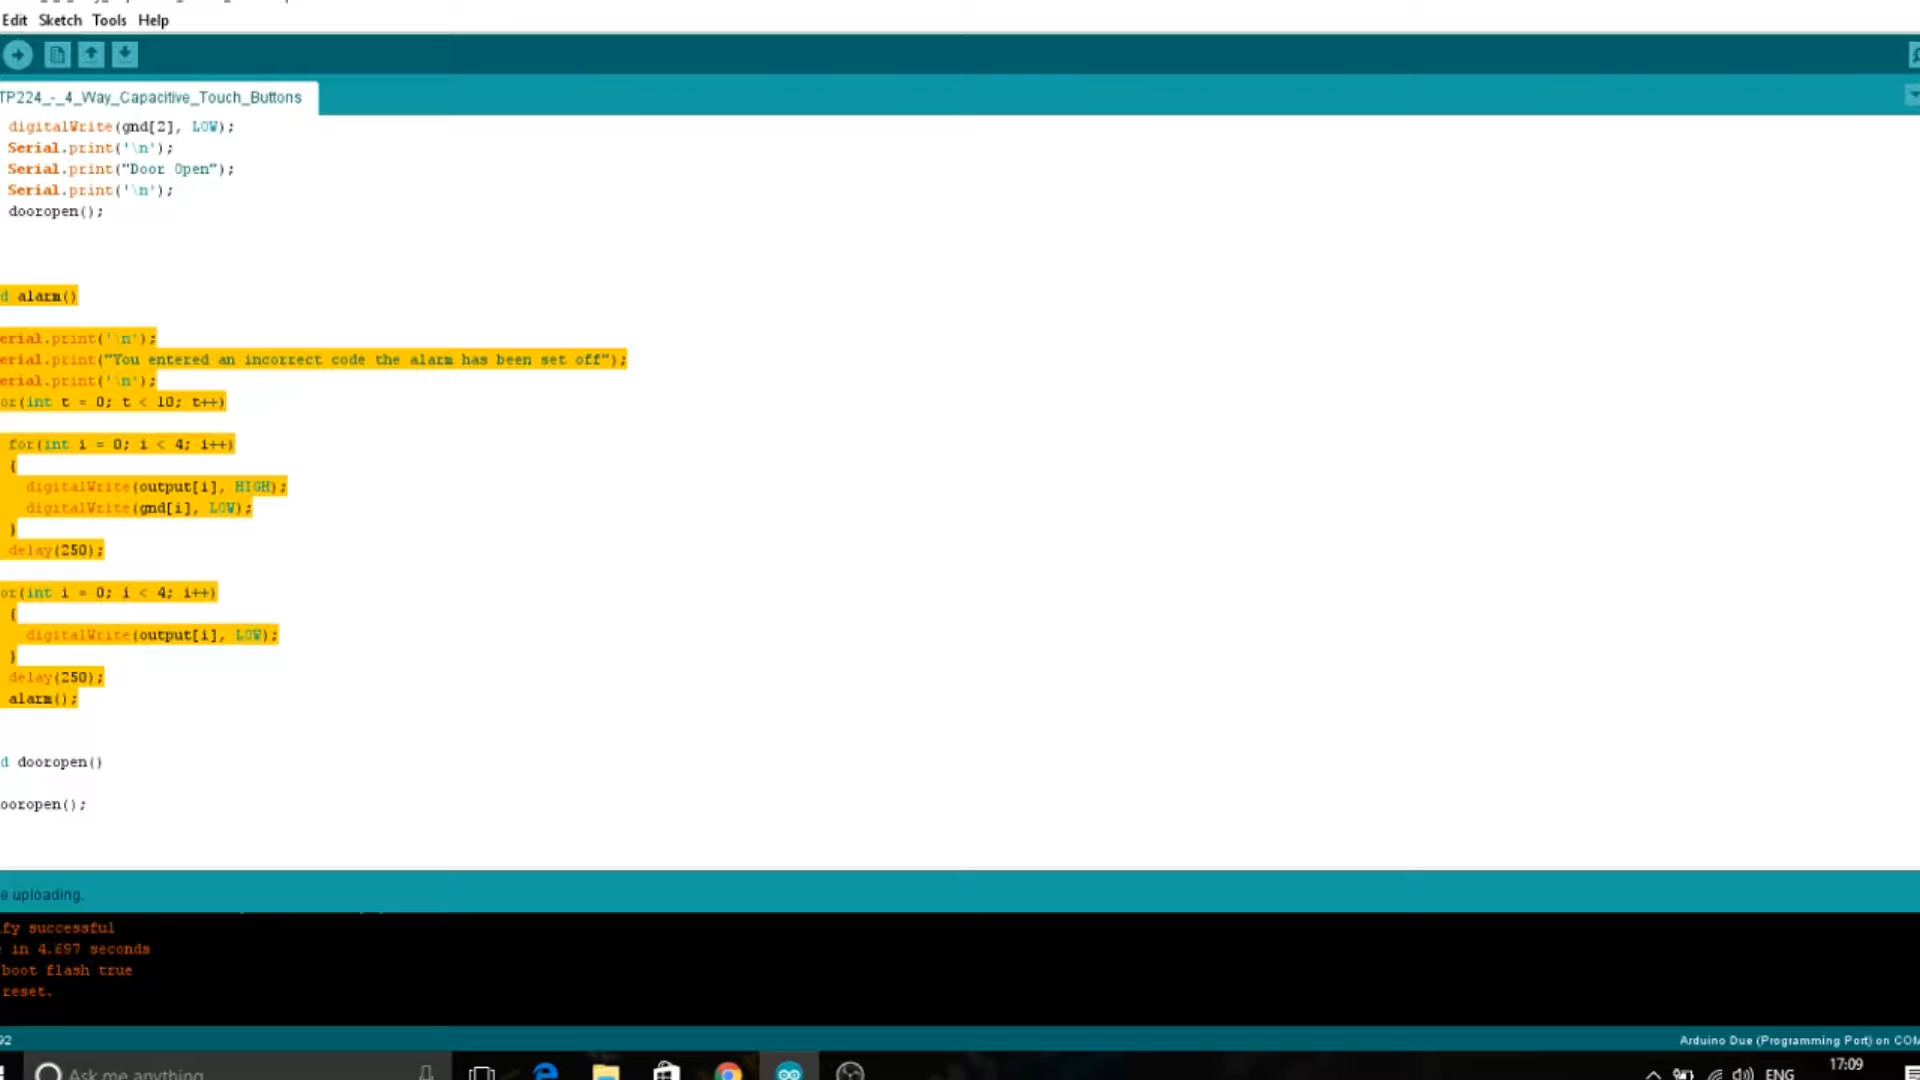 Edit Sketch Tools Help
TP224_-_4_Way_Capacitive_Touch_Buttons
digitalWrite(gnd[2], LOW);
Serial.print('\n');
Serial.print("Door Open");
Serial.print('\n');
dooropen();
d alarm()
erial.print('\n');
erial.print("You entered an incorrect code the alarm has been set off");
erial.print('\n');
or(int t = 0; t < 10; t++)
for(int i = 0; i < 4; i++)
{
digitalWrite(output[i], HIGH);
digitalWrite(gnd[i], LOW);
}
delay(250);
or(int i = 0; i < 4; i++)
{
digitalWrite(output[i], LOW);
}
delay(250);
alarm();
d dooropen()
ooropen();
e uploading.
ify successful
e in 4.697 seconds
boot flash true
reset.
92
Arduino Due (Programming Port) on COM
Ask me anything
ENG
17:09